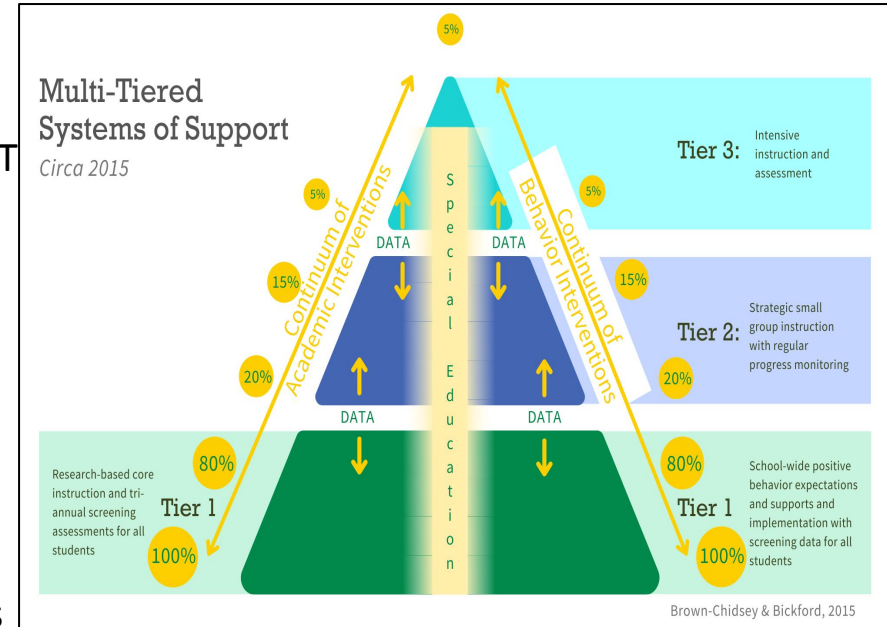 5%
Multi-Tiered
Systems of Support
Circa 2015
T
Tier 3:
Intensive
instruction and
assessment
5%
5%
Continuum of
Academic Interventions
Continuum of
Behavior Interventions
Special Education
DATA
DATA
15%
15%
Tier 2:
Strategic small
group instruction
with regular
progress monitoring
20%
20%
DATA
DATA
80%
80%
Research-based core
instruction and tri-
annual screening
assessments for all
students
Tier 1
100%
Tier 1
100%
School-wide positive
behavior expectations
and supports and
implementation with
screening data for all
students
Brown-Chidsey & Bickford, 2015
s